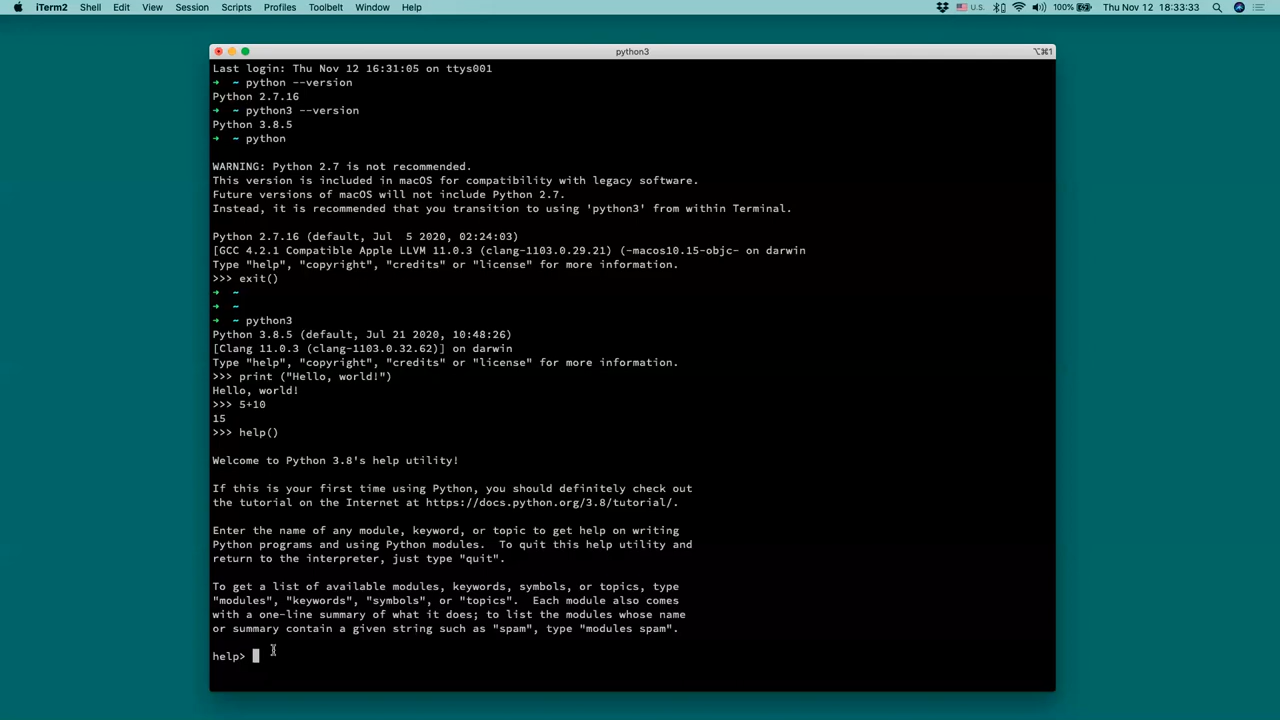 iTerm2 Shell Edit View Session Scripts Profiles Toolbelt Window Help U.S. 100% Thu Nov 12 18:33:33
python3 ⌥⌘1
Last login: Thu Nov 12 16:31:05 on ttys001
➜ ~ python --version
Python 2.7.16
➜ ~ python3 --version
Python 3.8.5
➜ ~ python
WARNING: Python 2.7 is not recommended.
This version is included in macOS for compatibility with legacy software.
Future versions of macOS will not include Python 2.7.
Instead, it is recommended that you transition to using 'python3' from within Terminal.
Python 2.7.16 (default, Jul  5 2020, 02:24:03)
[GCC 4.2.1 Compatible Apple LLVM 11.0.3 (clang-1103.0.29.21) (-macos10.15-objc- on darwin
Type "help", "copyright", "credits" or "license" for more information.
>>> exit()
➜ ~
➜ ~
➜ ~ python3
Python 3.8.5 (default, Jul 21 2020, 10:48:26)
[Clang 11.0.3 (clang-1103.0.32.62)] on darwin
Type "help", "copyright", "credits" or "license" for more information.
>>> print ("Hello, world!")
Hello, world!
>>> 5+10
15
>>> help()
Welcome to Python 3.8's help utility!
If this is your first time using Python, you should definitely check out
the tutorial on the Internet at https://docs.python.org/3.8/tutorial/.
Enter the name of any module, keyword, or topic to get help on writing
Python programs and using Python modules.  To quit this help utility and
return to the interpreter, just type "quit".
To get a list of available modules, keywords, symbols, or topics, type
"modules", "keywords", "symbols", or "topics".  Each module also comes
with a one-line summary of what it does; to list the modules whose name
or summary contain a given string such as "spam", type "modules spam".
help>